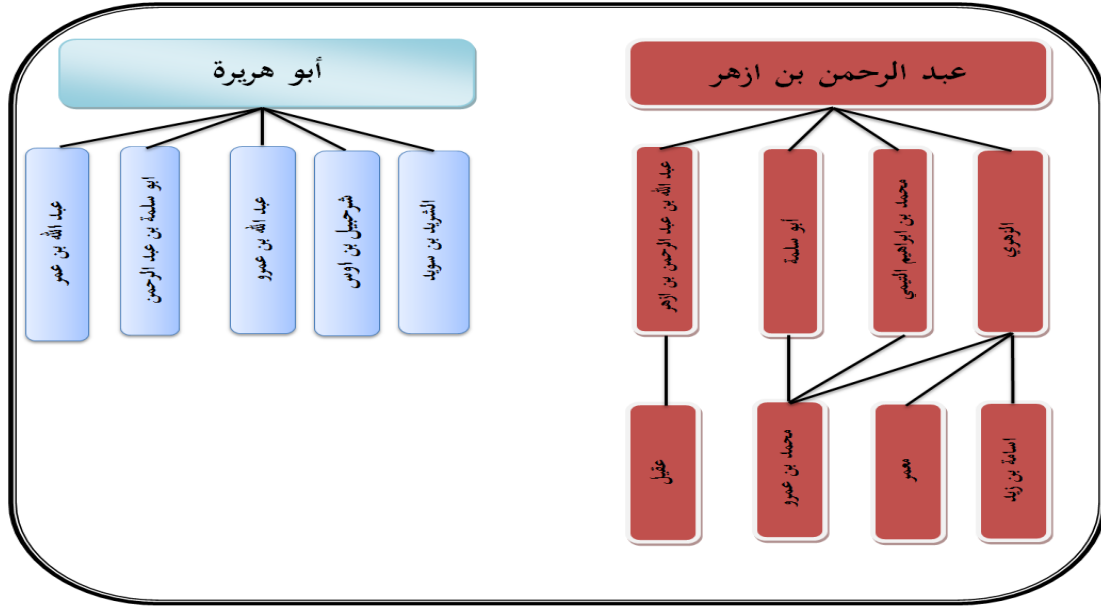 عبد الرحمن بن ازهر
أبو هريرة
الزهري
محمد بن ابراهيم التيمي
أبو سلمة
عبد الله بن عبد الرحمن بن ازهر
الشريد بن سويد
شرحبيل بن اوس
عبد الله بن عمرو
ابو سلمة بن عبد الرحمن
عبد الله بن عمر
اسامة بن زيد
معمر
محمد بن عمرو
عقيل